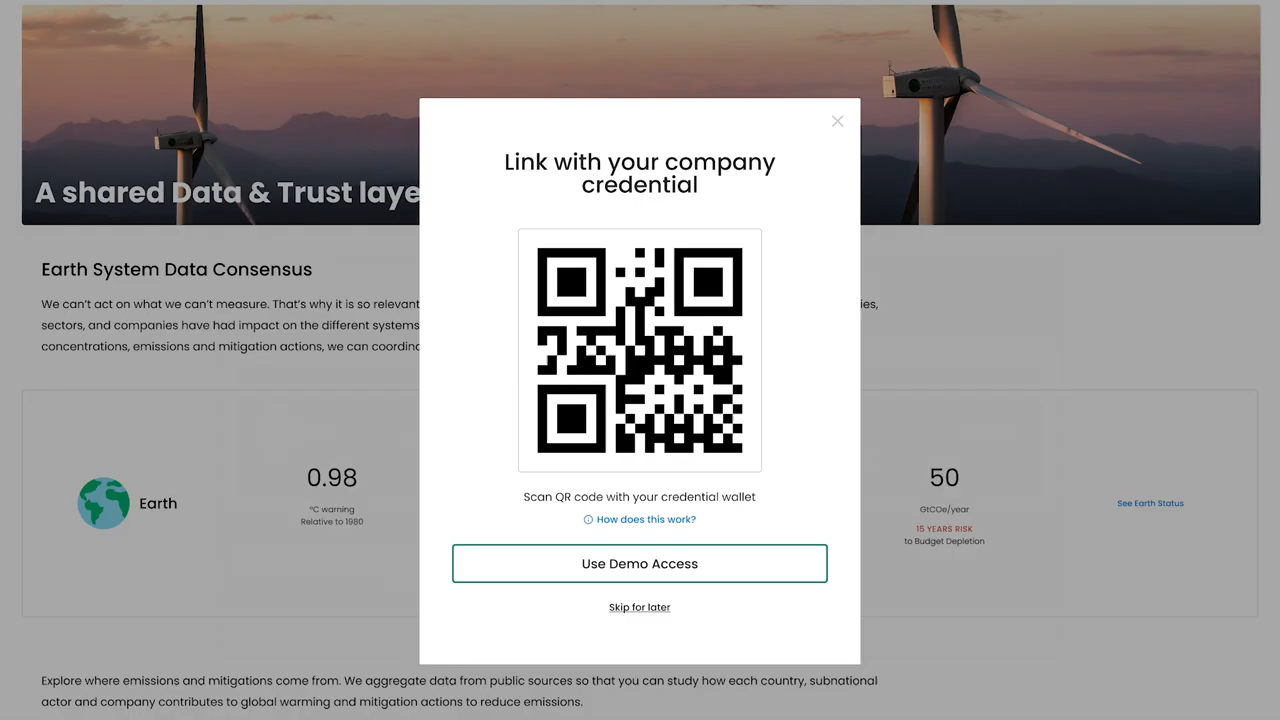 A shared Data & Trust laye
Link with your company
credential
Earth System Data Consensus
We can't act on what we can't measure. That's why it is so relevant
sectors, and companies have had impact on the different systems
concentrations, emissions and mitigation actions, we can
Scan QR code with your credential wallet
How does this work?
Use Demo Access
Skip for later
Earth
0.98
°C warning
Relative to 1980
50
GtCOe/year
15 YEARS RISK
to Budget Depletion
See Earth Status
Explore where emissions and mitigations come from. We aggregate data from public sources so that you can study how each country, subnational
actor and company contributes to global warming and mitigation actions to reduce emissions.